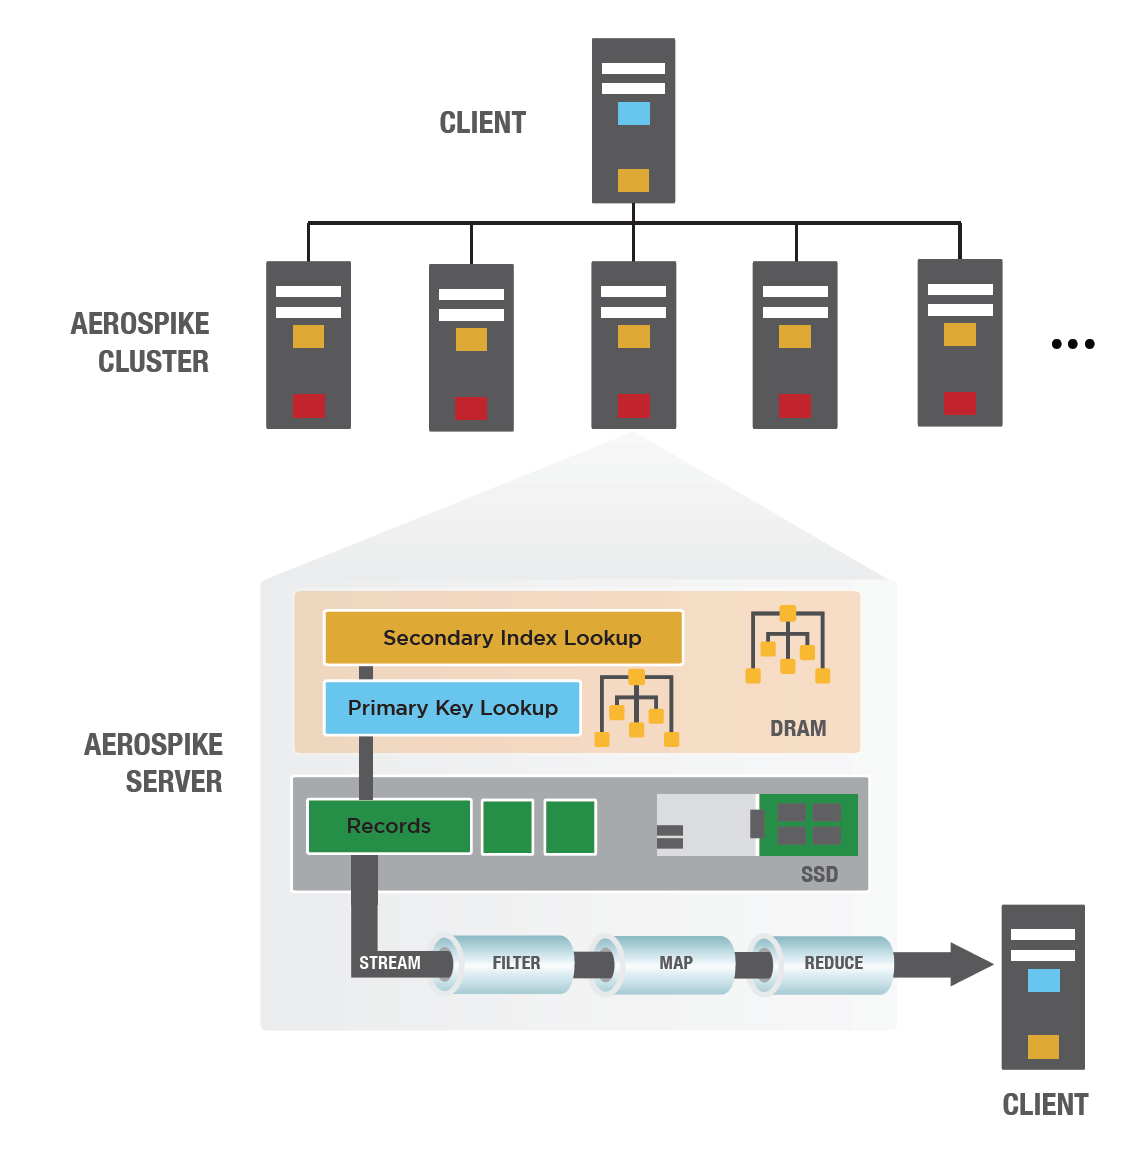 CLIENT
AEROSPIKE
CLUSTER
...
Secondary Index Lookup
Primary Key Lookup
DRAM
AEROSPIKE
SERVER
Records
SSD
STREAM
FILTER
MAP
REDUCE
CLIENT